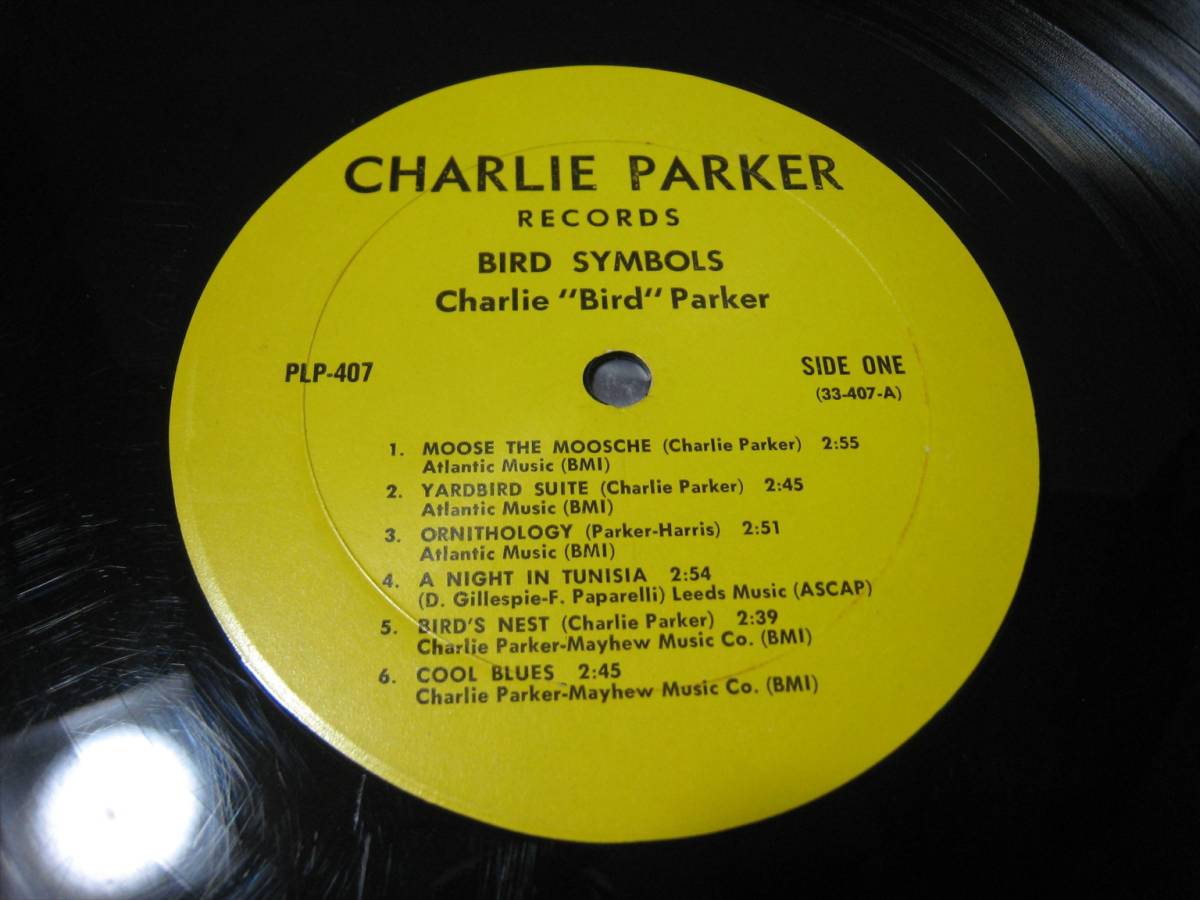 CHARLIE PARKER
RECORDS
BIRD SYMBOLS
Charlie "Bird" Parker
PLP-407
SIDE ONE
(33-407-A)
1. MOOSE THE MOOSCHE (Charlie Parker) 2:55
Atlantic Music (BMI)
2. YARDBIRD SUITE (Charlie Parker) 2:45
Atlantic Music (BMI)
3. ORNITHOLOGY (Parker-Harris) 2:51
Atlantic Music (BMI)
4. A NIGHT IN TUNISIA 2:54
(D. Gillespie-F. Paparelli) Leeds Music (ASCAP)
5. BIRD'S NEST (Charlie Parker) 2:39
Charlie Parker-Mayhew Music Co. (BMI)
6. COOL BLUES 2:45
Charlie Parker-Mayhew Music Co. (BMI)